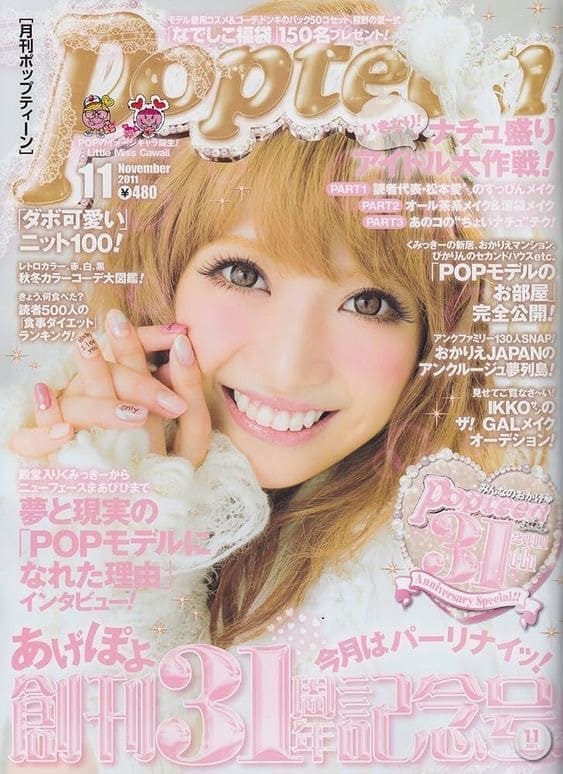 モデル愛用コスメ&コーデ、ドンキのパック50コセット、熊野の筆一式
「なでしこ福袋」150名プレゼント!
[月刊ポップティーン]
Popteen
POPのイメージキャラ誕生!
Little Miss Cawaii
11 November
2011
¥480
いきなり!ナチュ盛り
アイドル大作戦!
PART1 読者代表・松本愛のすっぴんメイク
PART2 オール茶系メイク&涙袋メイク
PART3 あのコの“ちょいナチュ”テク!
「ダボ可愛い」
ニット100!
レトロカラー、赤、白、黒
秋冬カラーコーデ大図鑑!
きょう、何食べた?
読者500人の
「食事ダイエット」
ランキング!
くみっきーの新居、おかりえマンション、
ぴかりんのセカンドハウスetc.
「POPモデルの
お部屋」
完全公開!
アンクファミリー130人SNAP!
おかりえJAPANの
アンクルージュ夢列島!
見せてご覧なさ~い!
IKKOの
ザ!GALメイク
オーデション!
only
みんなのおかげ
popteen
31th
Anniversary Special!!
殿堂入りくみっきーから
ニューフェースまあぴぴまで
夢と現実の
「POPモデルに
なれた理由」
インタビュー!
あげぽよ
今月はパーリナイッ!
創刊31周年記念号
11